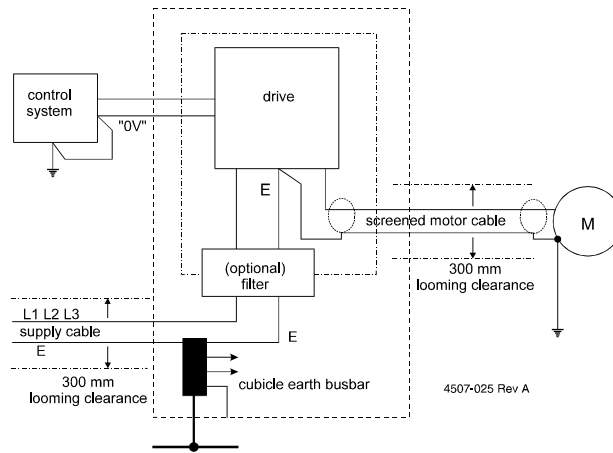 control
system
drive
"0V"
E
screened motor cable
M
(optional)
filter
300 mm
looming clearance
L1 L2 L3
supply cable
E
E
300 mm
looming clearance
cubicle earth busbar
4507-025 Rev A